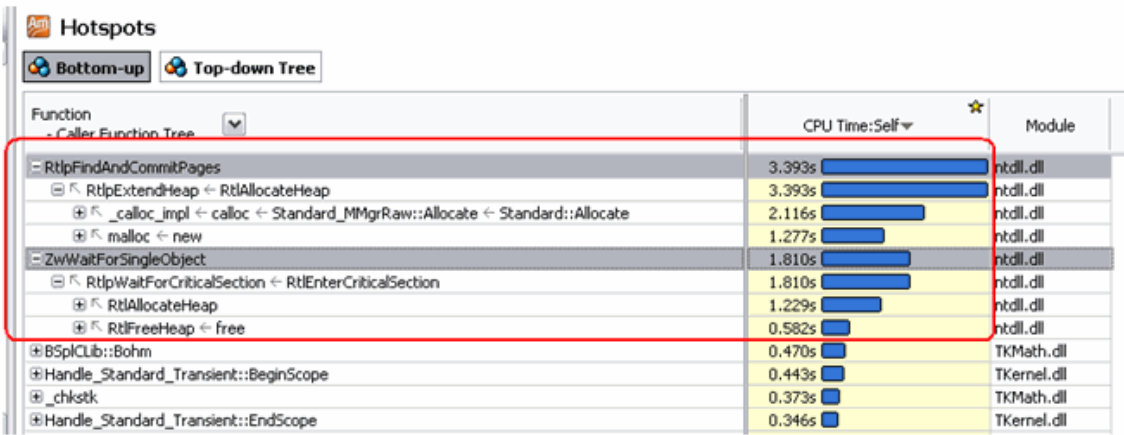 Am Hotspots
Bottom-up Top-down Tree
Function
- Caller Function Tree
CPU Time:Self
Module
RtlpFindAndCommitPages 3.393s ntdll.dll
RtlpExtendHeap ← RtlAllocateHeap 3.393s ntdll.dll
_calloc_impl ← calloc ← Standard_MMgrRaw::Allocate ← Standard::Allocate 2.116s ntdll.dll
malloc ← new 1.277s ntdll.dll
ZwWaitForSingleObject 1.810s ntdll.dll
RtlpWaitForCriticalSection ← RtlEnterCriticalSection 1.810s ntdll.dll
RtlAllocateHeap 1.229s ntdll.dll
RtlFreeHeap ← free 0.582s ntdll.dll
BSplCLib::Bohm 0.470s TKMath.dll
Handle_Standard_Transient::BeginScope 0.443s TKernel.dll
_chkstk 0.373s TKMath.dll
Handle_Standard_Transient::EndScope 0.346s TKernel.dll